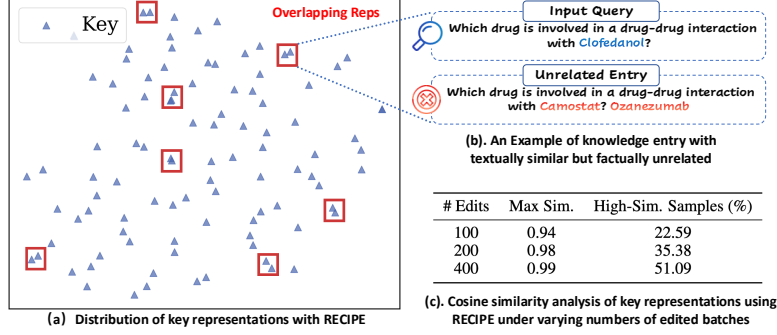 Key
Overlapping Reps
(a) Distribution of key representations with RECIPE
Input Query
Which drug is involved in a drug-drug interaction
with Clofedanol?
Unrelated Entry
Which drug is involved in a drug-drug interaction
with Camostat? Ozanezumab
(b). An Example of knowledge entry with
textually similar but factually unrelated
# Edits Max Sim. High-Sim. Samples (%)
100 0.94 22.59
200 0.98 35.38
400 0.99 51.09
(c). Cosine similarity analysis of key representations using
RECIPE under varying numbers of edited batches